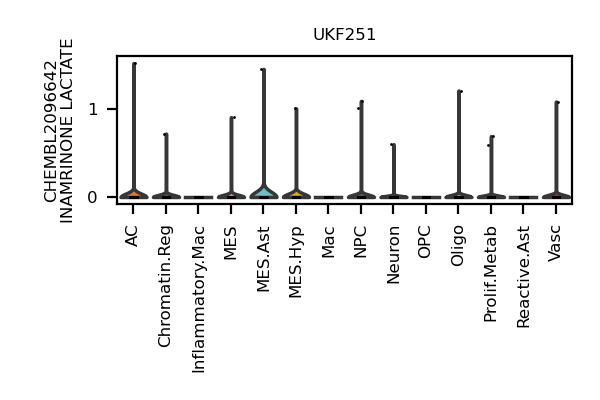 UKF251
CHEMBL2096642
INAMRINONE LACTATE
1
0
AC
Chromatin.Reg
Inflammatory.Mac
MES
MES.Ast
MES.Hyp
Mac
NPC
Neuron
OPC
Oligo
Prolif.Metab
Reactive.Ast
Vasc